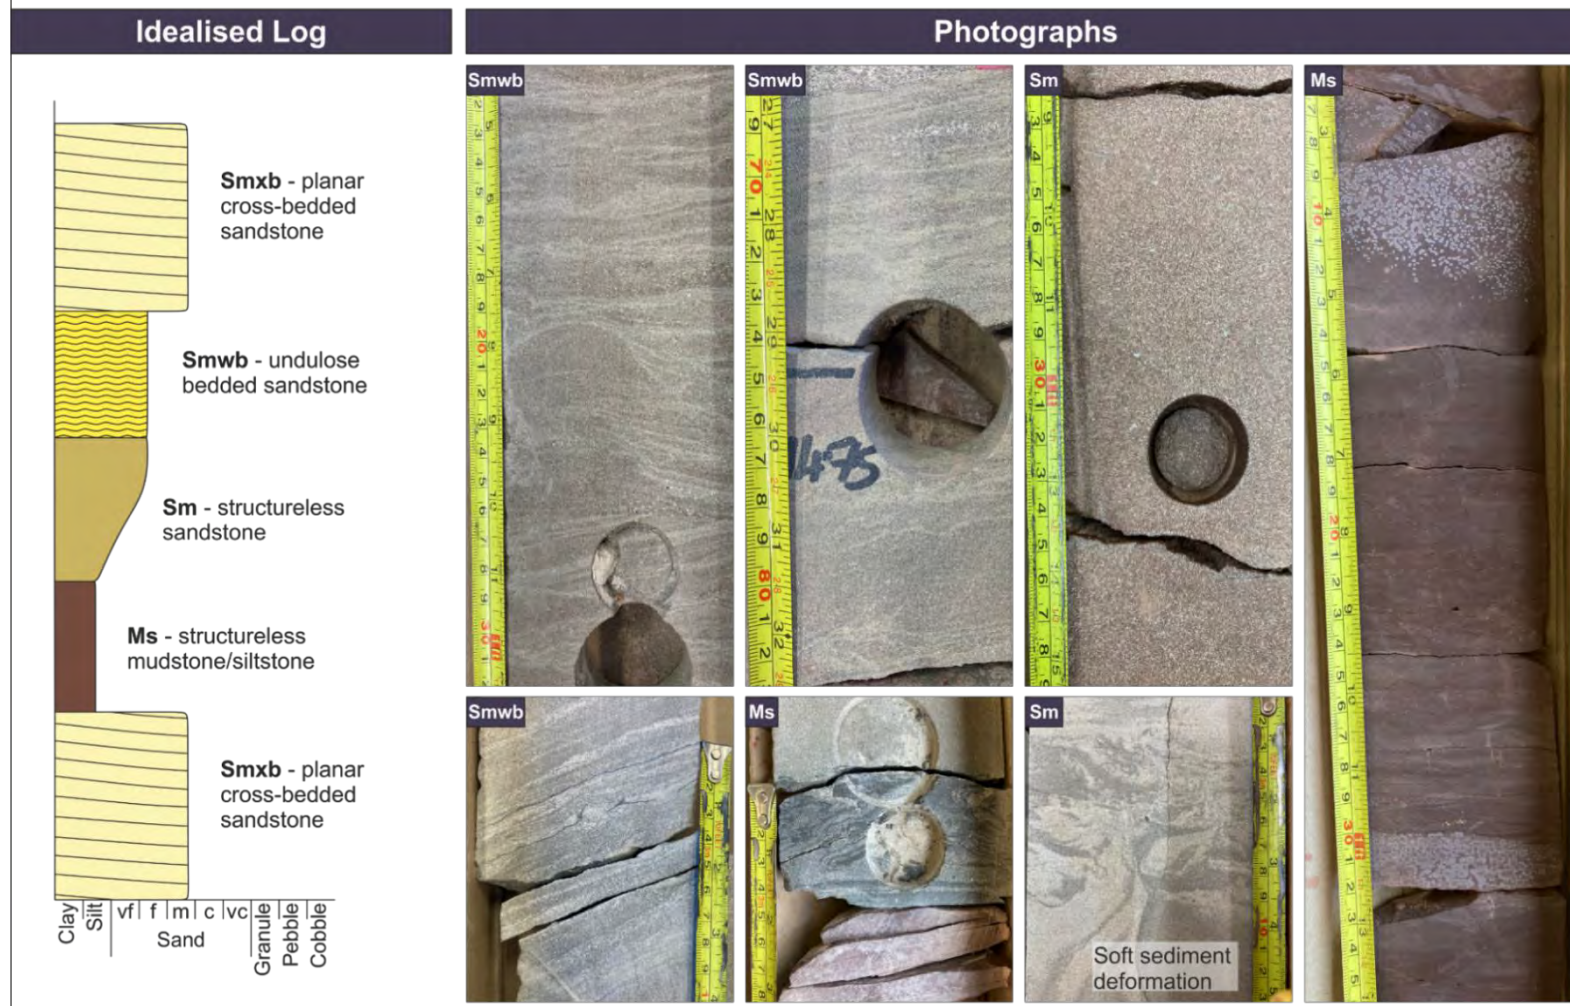 Idealised Log
Photographs
Smxb - planar
cross-bedded
sandstone
Smwb - undulose
bedded sandstone
Sm - structureless
sandstone
Ms - structureless
mudstone/siltstone
Smxb - planar
cross-bedded
sandstone
Clay
Silt
vf f m c vc
Sand
Granule
Pebble
Cobble
Smwb
Smwb
Sm
Ms
1475
Smwb
Ms
Sm
Soft sediment
deformation